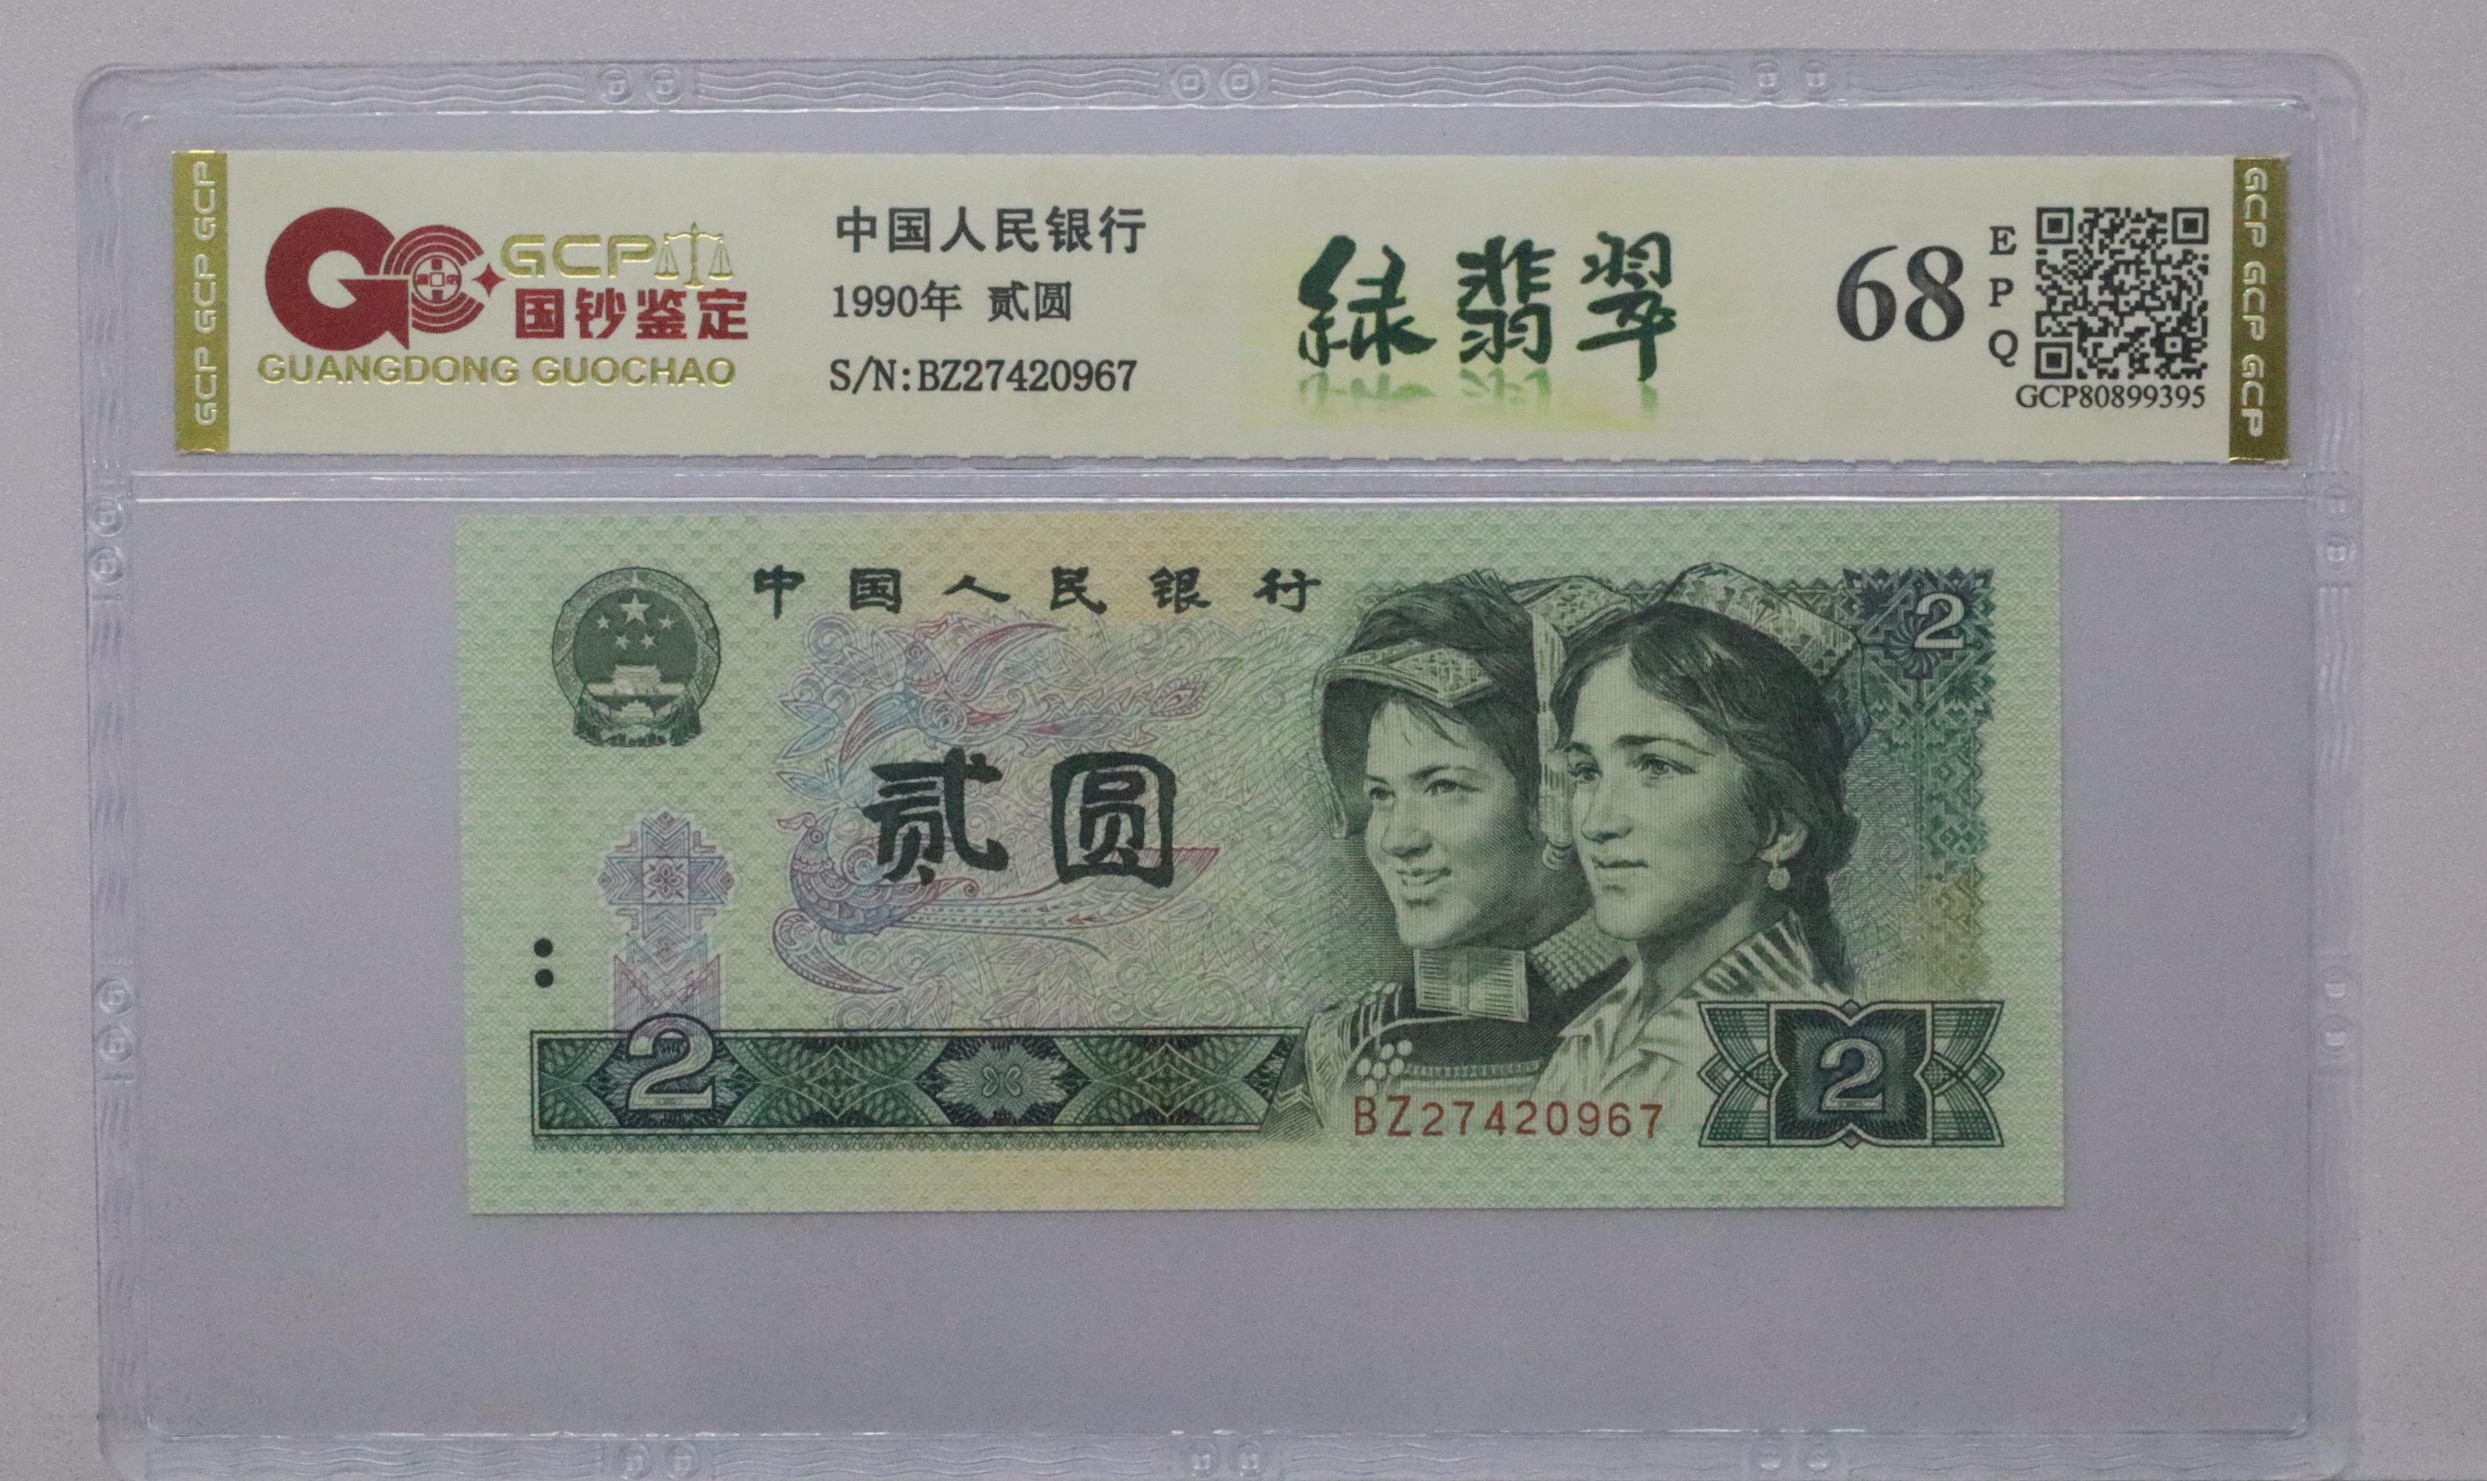 GCP GCP GCP
GCP
国钞鉴定
GUANGDONG GUOCHAO
中国人民银行
1990年 贰圆
S/N:BZ27420967
绿翡翠
68
E
P
Q
GCP80899395
GCP GCP GCP
中国人民银行
2
贰圆
2
BZ27420967
2